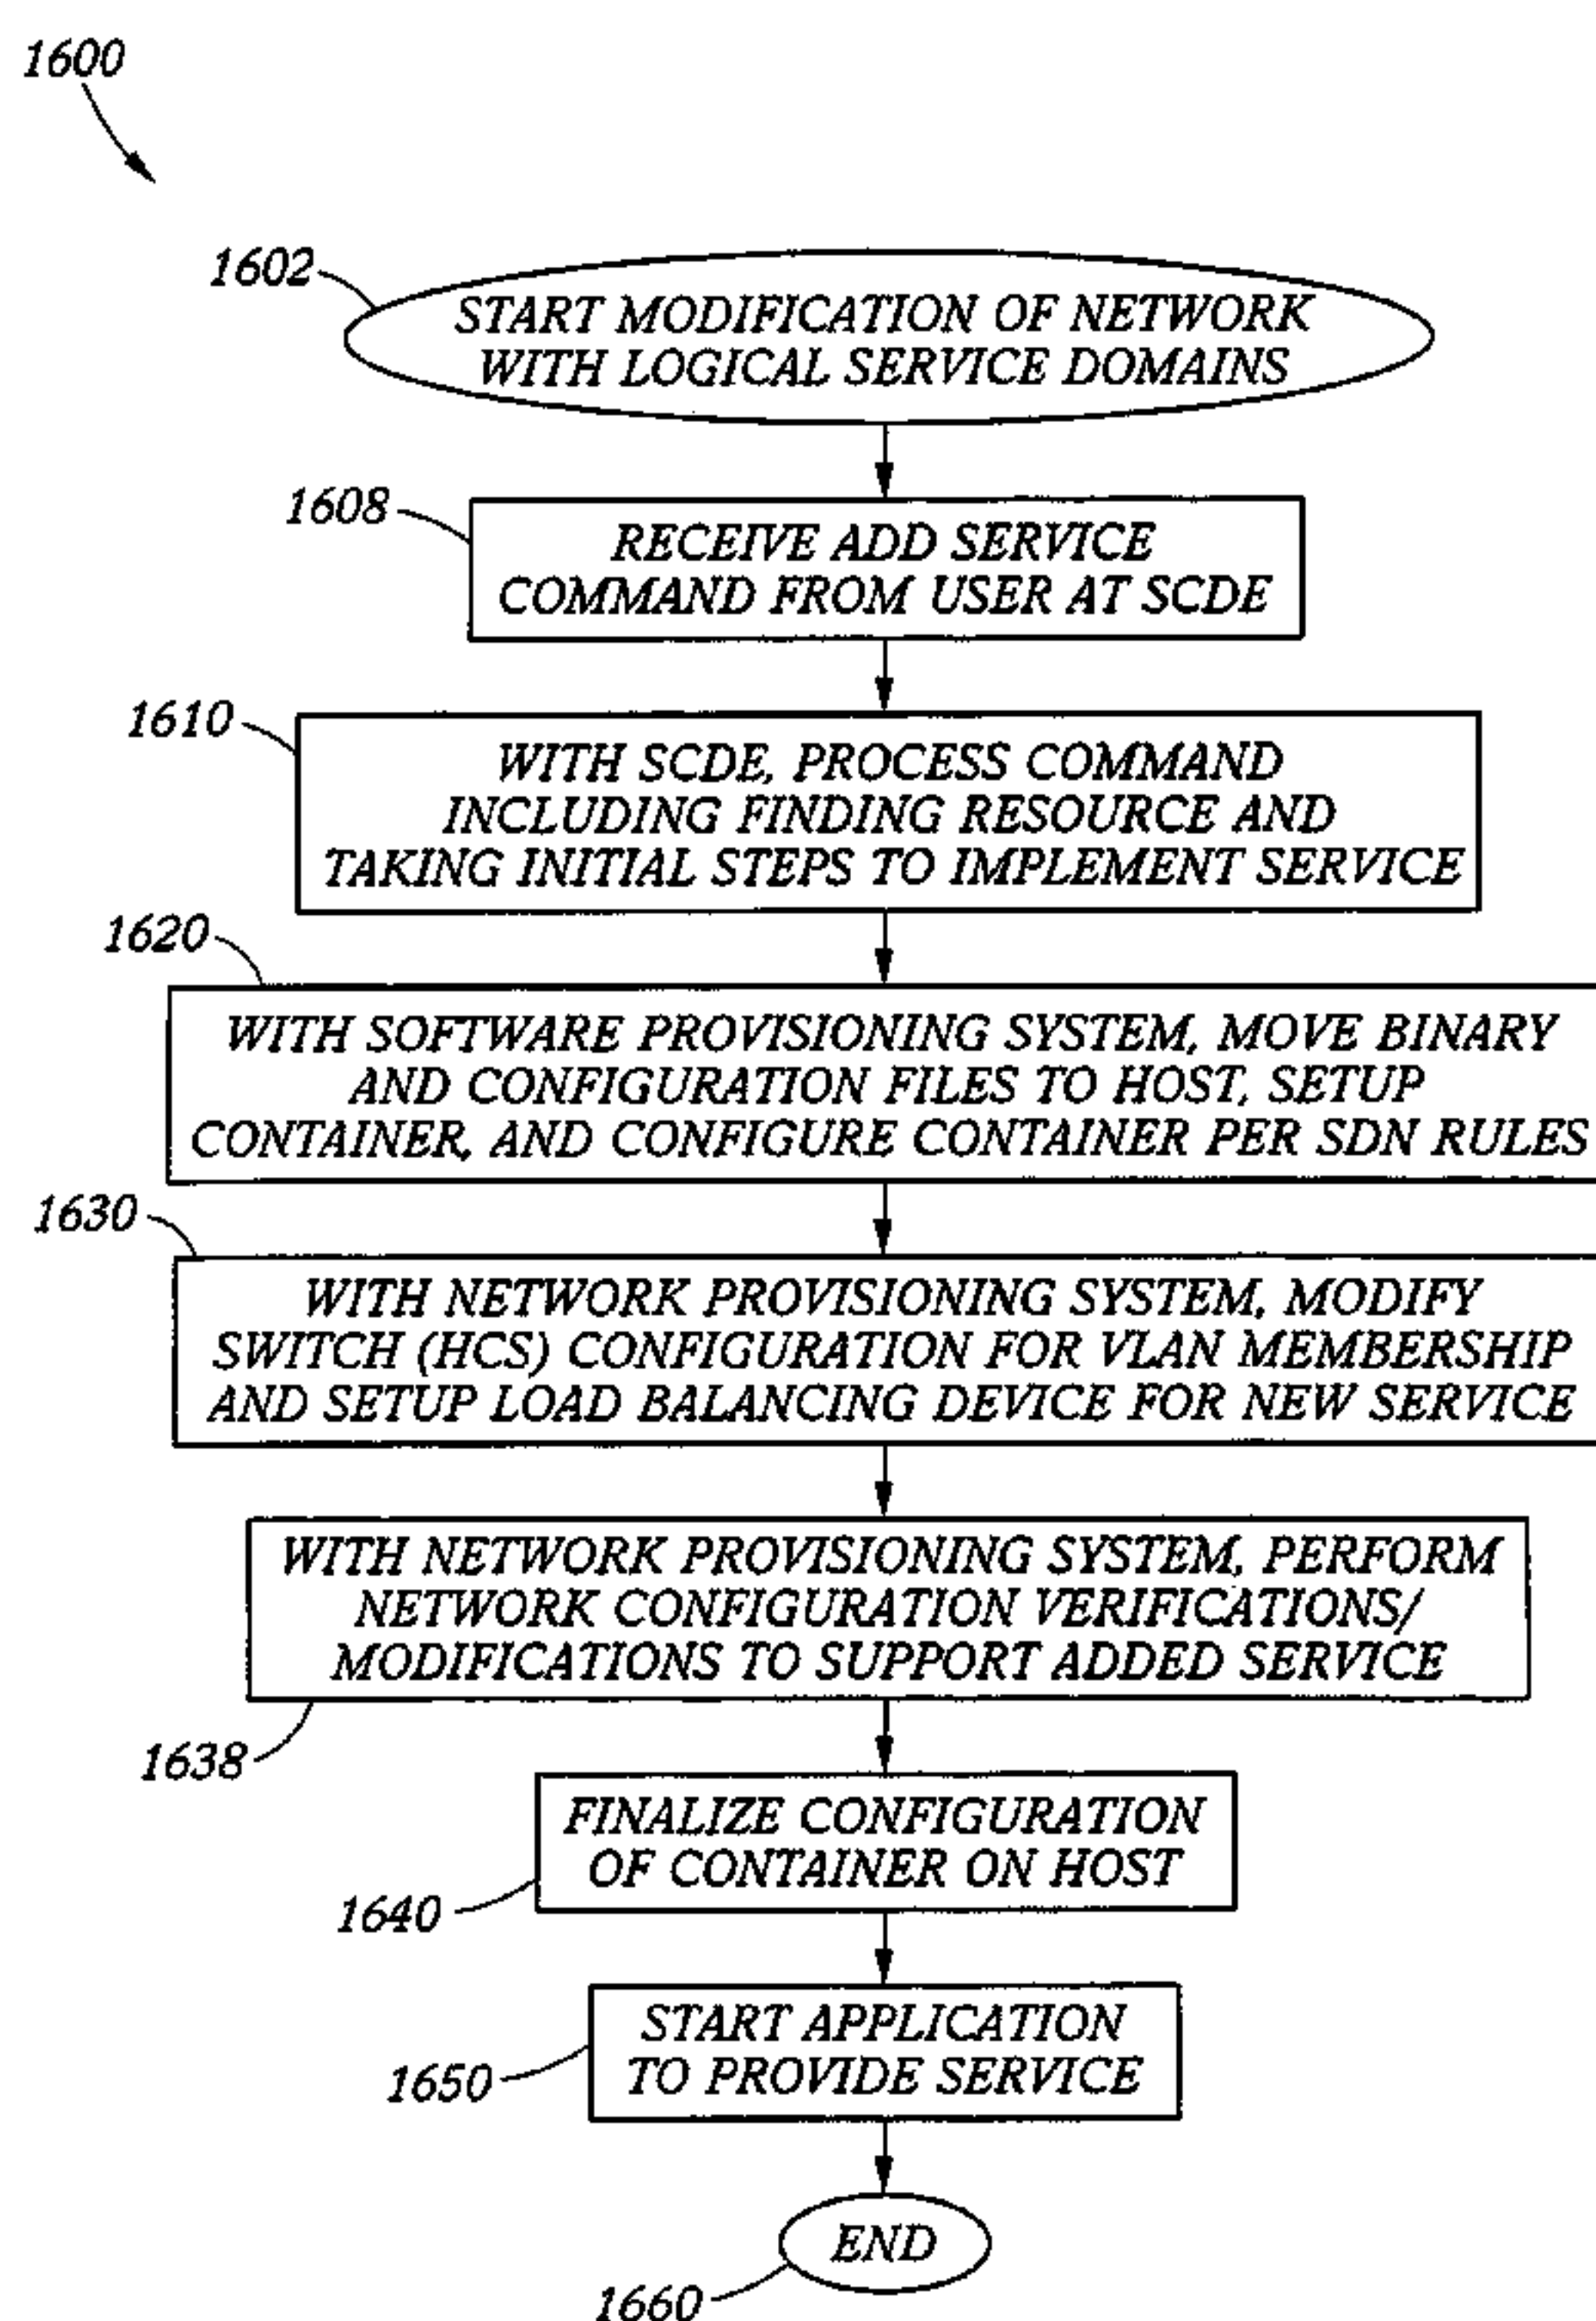 1600
1602
START MODIFICATION OF NETWORK
WITH LOGICAL SERVICE DOMAINS
1608
RECEIVE ADD SERVICE
COMMAND FROM USER AT SCDE
1610
WITH SCDE, PROCESS COMMAND
INCLUDING FINDING RESOURCE AND
TAKING INITIAL STEPS TO IMPLEMENT SERVICE
1620
WITH SOFTWARE PROVISIONING SYSTEM, MOVE BINARY
AND CONFIGURATION FILES TO HOST, SETUP
CONTAINER, AND CONFIGURE CONTAINER PER SDN RULES
1630
WITH NETWORK PROVISIONING SYSTEM, MODIFY
SWITCH (HCS) CONFIGURATION FOR VLAN MEMBERSHIP
AND SETUP LOAD BALANCING DEVICE FOR NEW SERVICE
WITH NETWORK PROVISIONING SYSTEM, PERFORM
NETWORK CONFIGURATION VERIFICATIONS/
MODIFICATIONS TO SUPPORT ADDED SERVICE
1638
FINALIZE CONFIGURATION
OF CONTAINER ON HOST
1640
START APPLICATION
TO PROVIDE SERVICE
1650
END
1660